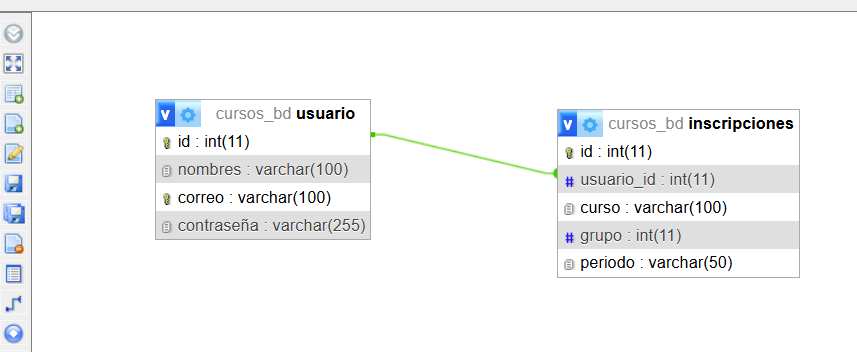 v cursos_bd usuario
id : int(11)
nombres : varchar(100)
correo : varchar(100)
contraseña : varchar(255)
v cursos_bd inscripciones
id : int(11)
# usuario_id : int(11)
curso : varchar(100)
# grupo : int(11)
periodo : varchar(50)